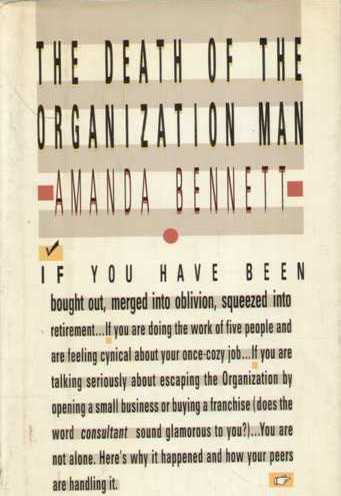 THE DEATH OF THE
ORGANIZATION MAN
AMANDA BENNETT
IF YOU HAVE BEEN
bought out, merged into oblivion, squeezed into
retirement...If you are doing the work of five people and
are feeling cynical about your once-cozy job...If you are
talking seriously about escaping the Organization by
opening a small business or buying a franchise (does the
word consultant sound glamorous to you?)...You are
not alone. Here's why it happened and how your peers
are handling it.